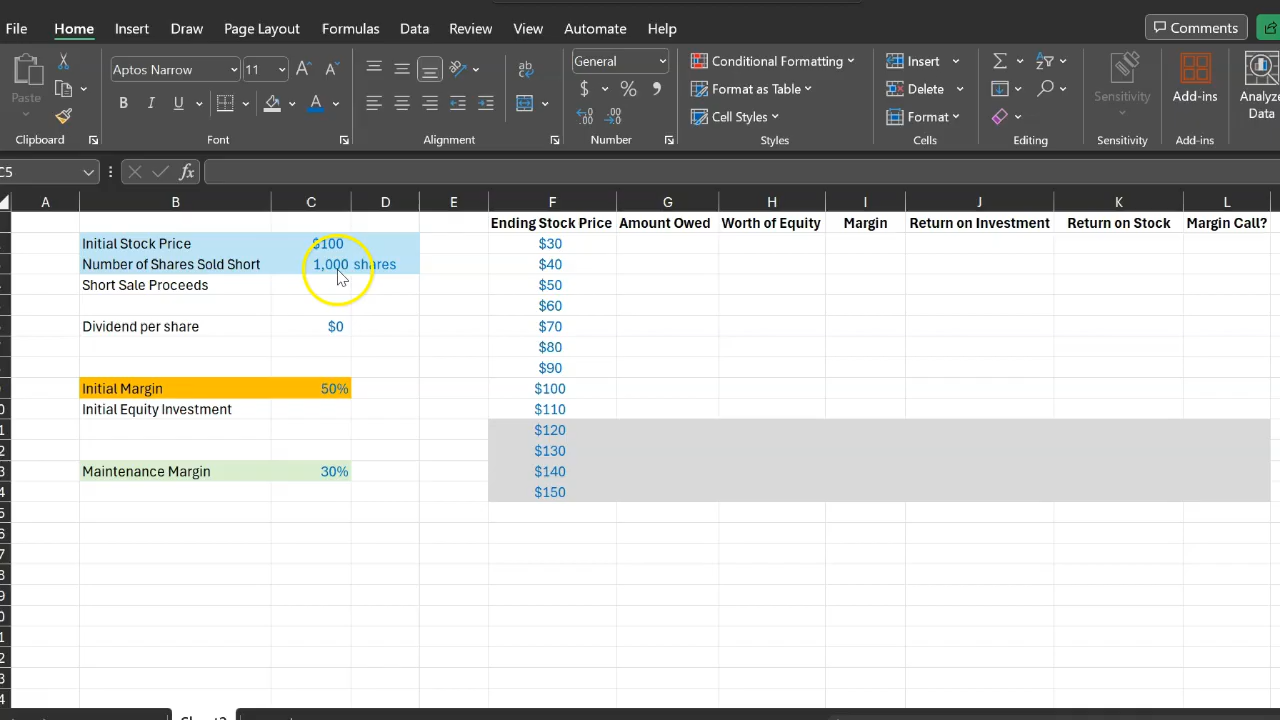 File Home Insert Draw Page Layout Formulas Data Review View Automate Help Comments
Paste Aptos Narrow 11 General Conditional Formatting Insert Sensitivity Add-ins Analyze Data
B I U $ % Format as Table Delete
Cell Styles Format
Clipboard Font Alignment Number Styles Cells Editing Sensitivity Add-ins
C5 fx
A B C D E F G H I J K L
Ending Stock Price Amount Owed Worth of Equity Margin Return on Investment Return on Stock Margin Call?
Initial Stock Price $100 $30
Number of Shares Sold Short 1,000 shares $40
Short Sale Proceeds $50
$60
Dividend per share $0 $70
$80
$90
Initial Margin 50% $100
Initial Equity Investment $110
$120
$130
Maintenance Margin 30% $140
$150